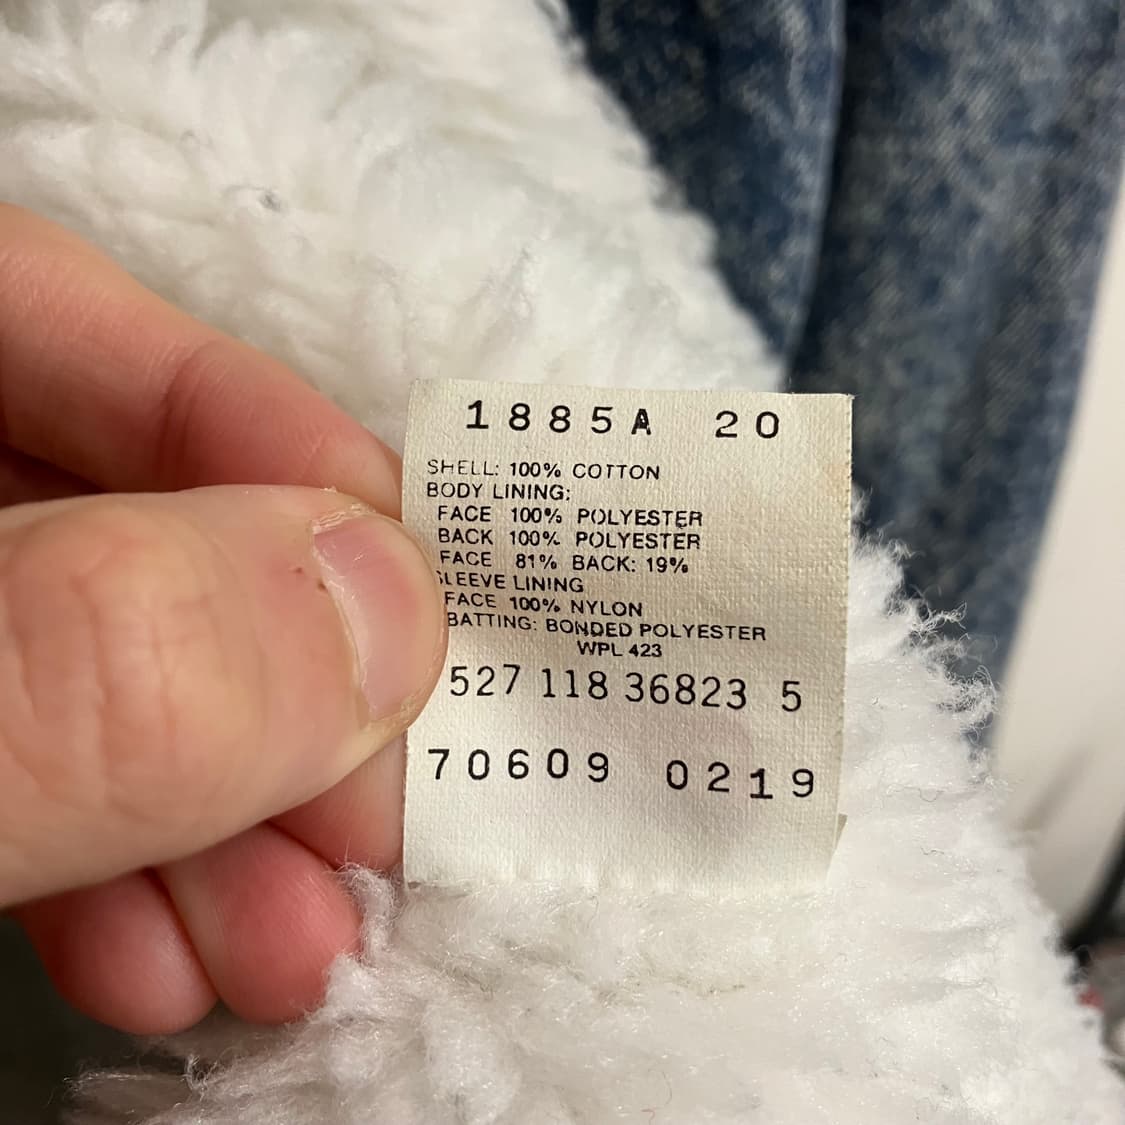 1885A 20
SHELL: 100% COTTON
BODY LINING:
FACE 100% POLYESTER
BACK 100% POLYESTER
FACE 81% BACK: 19%
SLEEVE LINING
FACE 100% NYLON
BATTING: BONDED POLYESTER
WPL 423
527 118 36823 5
70609 0219